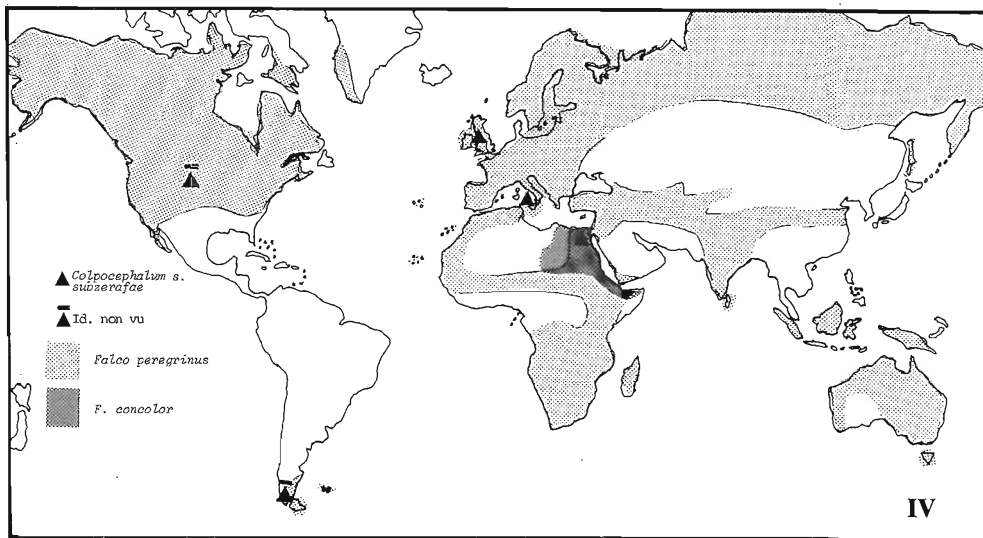 Colpocephalum s.
subzerafae
Id. non vu
Falco peregrinus
F. concolor
IV